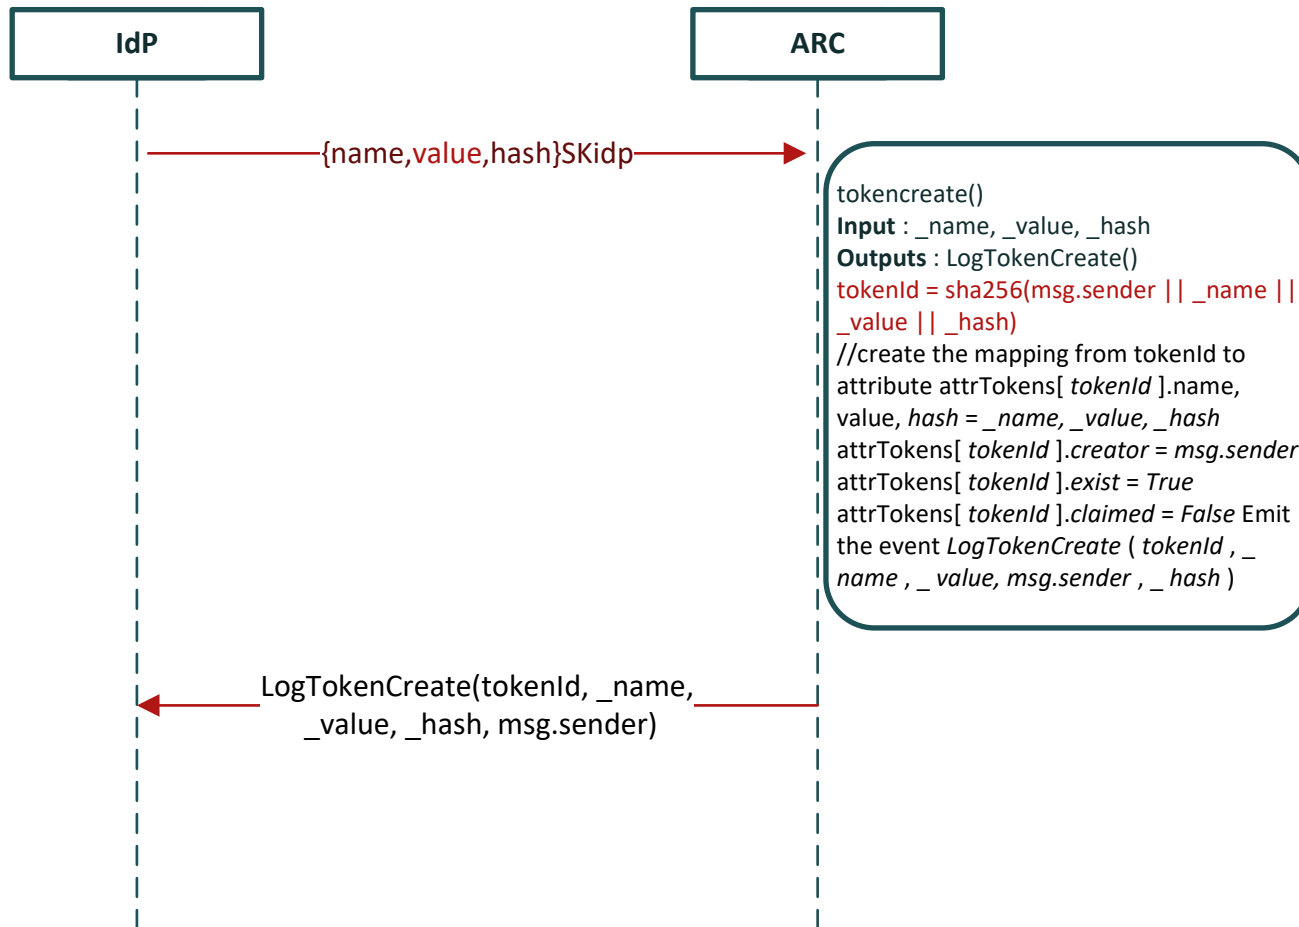 IdP
ARC
{name,value,hash}SKidp
tokencreate()
Input : _name, _value, _hash
Outputs : LogTokenCreate()
tokenId = sha256(msg.sender || _name ||
_value || _hash)
//create the mapping from tokenId to
attribute attrTokens[ tokenId ].name,
value, hash = _name, _value, _hash
attrTokens[ tokenId ].creator = msg.sender
attrTokens[ tokenId ].exist = True
attrTokens[ tokenId ].claimed = False Emit
the event LogTokenCreate ( tokenId , _
name , _ value, msg.sender , _ hash )
LogTokenCreate(tokenId, _name,
_value, _hash, msg.sender)